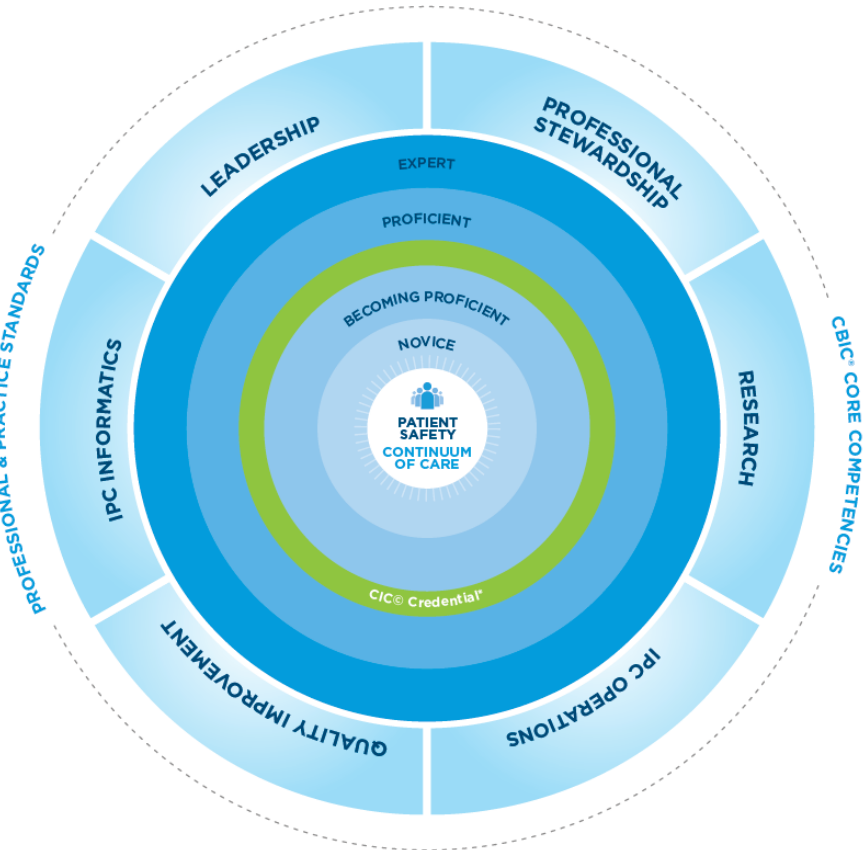 LEADERSHIP
PROFESSIONAL
STEWARDSHIP
EXPERT
PROFICIENT
BECOMING PROFICIENT
NOVICE
PATIENT
SAFETY
CONTINUUM
OF CARE
CIC© Credential*
IPC INFORMATICS
RESEARCH
QUALITY IMPROVEMENT
IPC OPERATIONS
PROFESSIONAL & PRACTICE STANDARDS
CBIC® CORE COMPETENCIES